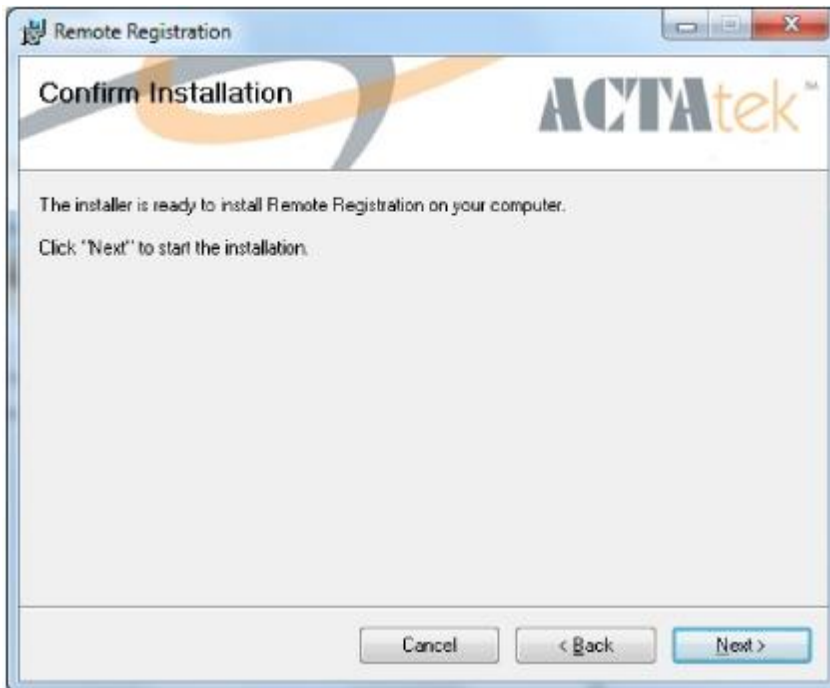 Remote Registration
Confirm Installation
ACTAtek™
The installer is ready to install Remote Registration on your computer.
Click "Next" to start the installation.
Cancel
< Back
Next >